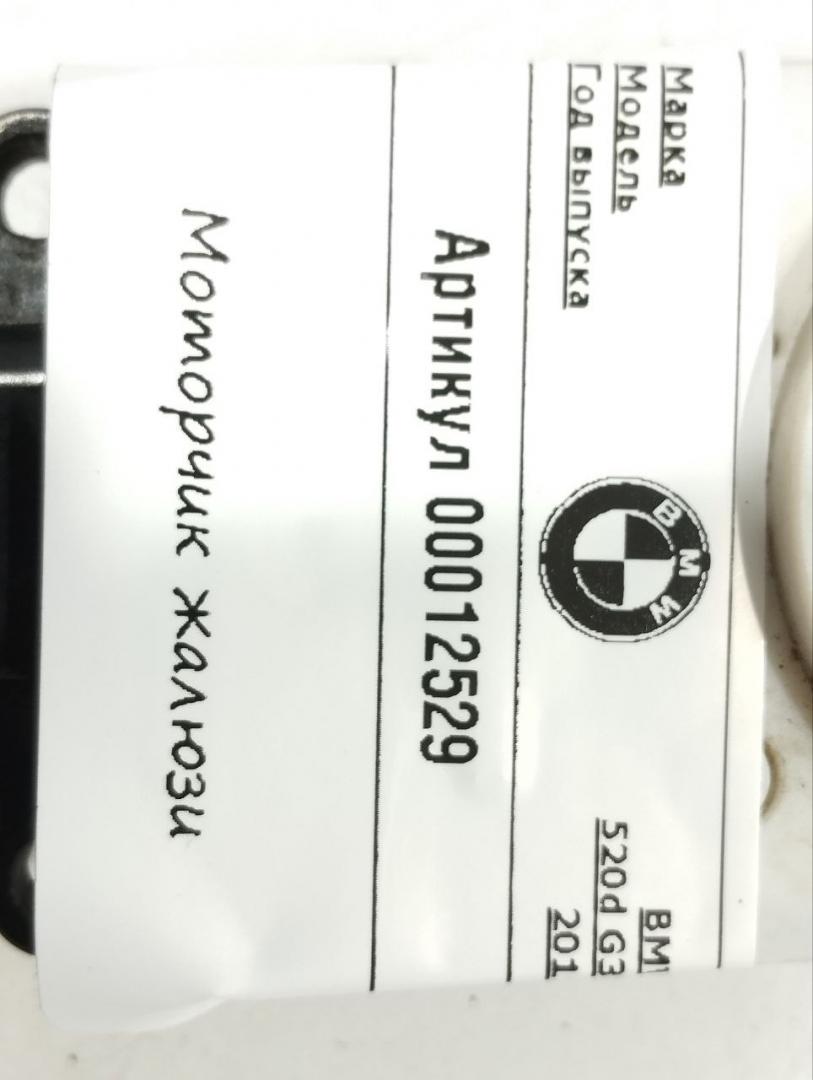 Марка BM
Модель 520d G3
Год выпуска 201
BMW
Артикул 00012529
Моторчик жалюзи